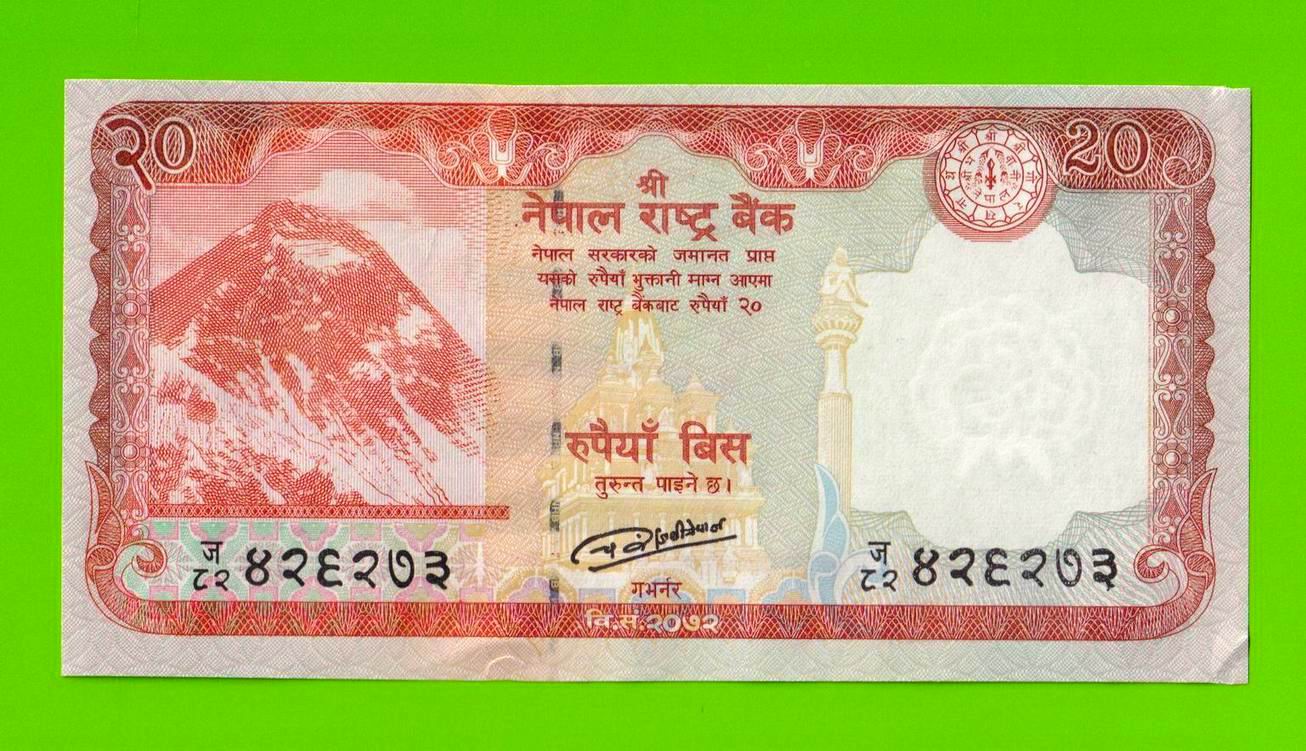 २० 20
श्री
नेपाल राष्ट्र बैंक
नेपाल सरकारको जमानत प्राप्त
यसको रुपैयाँ भुक्तानी माग्न आएमा
नेपाल राष्ट्र बैंकबाट रुपैयाँ २०
रुपैयाँ बिस
तुरुन्त पाइने छ।
ज
८२ ४२६२७३
ज
८२ ४२६२७३
गभर्नर
वि.सं.२०७२